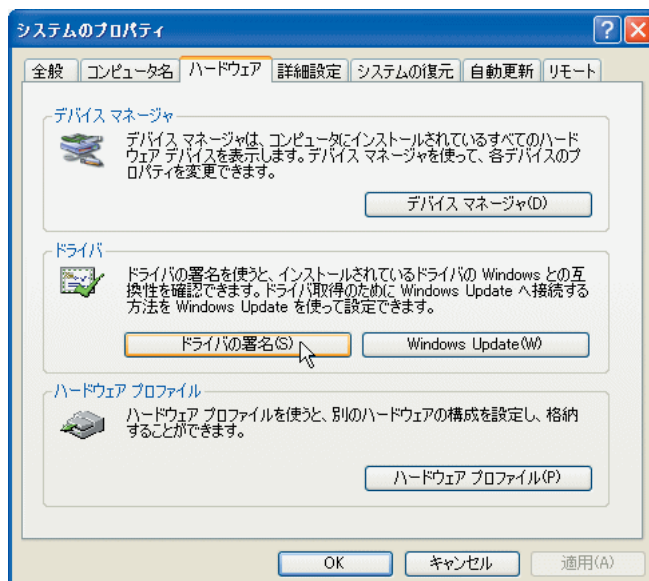 システムのプロパティ
全般 コンピュータ名 ハードウェア 詳細設定 システムの復元 自動更新 リモート
デバイス マネージャ
デバイス マネージャは、コンピュータにインストールされているすべてのハード
ウェア デバイスを表示します。デバイス マネージャを使って、各デバイスのプ
ロパティを変更できます。
デバイス マネージャ(D)
ドライバ
ドライバの署名を使うと、インストールされているドライバの Windows との互
換性を確認できます。ドライバ取得のために Windows Update へ接続する
方法を Windows Update を使って設定できます。
ドライバの署名(S) Windows Update(W)
ハードウェア プロファイル
ハードウェア プロファイルを使うと、別のハードウェアの構成を設定し、格納
することができます。
ハードウェア プロファイル(P)
OK キャンセル 適用(A)